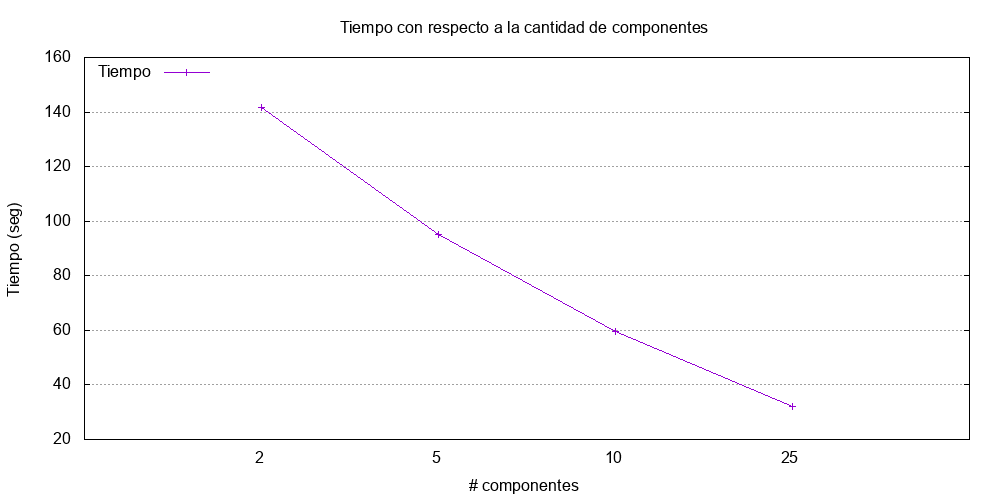 Tiempo con respecto a la cantidad de componentes
Tiempo
160
140
120
100
80
60
40
20
Tiempo (seg)
2 5 10 25
# componentes